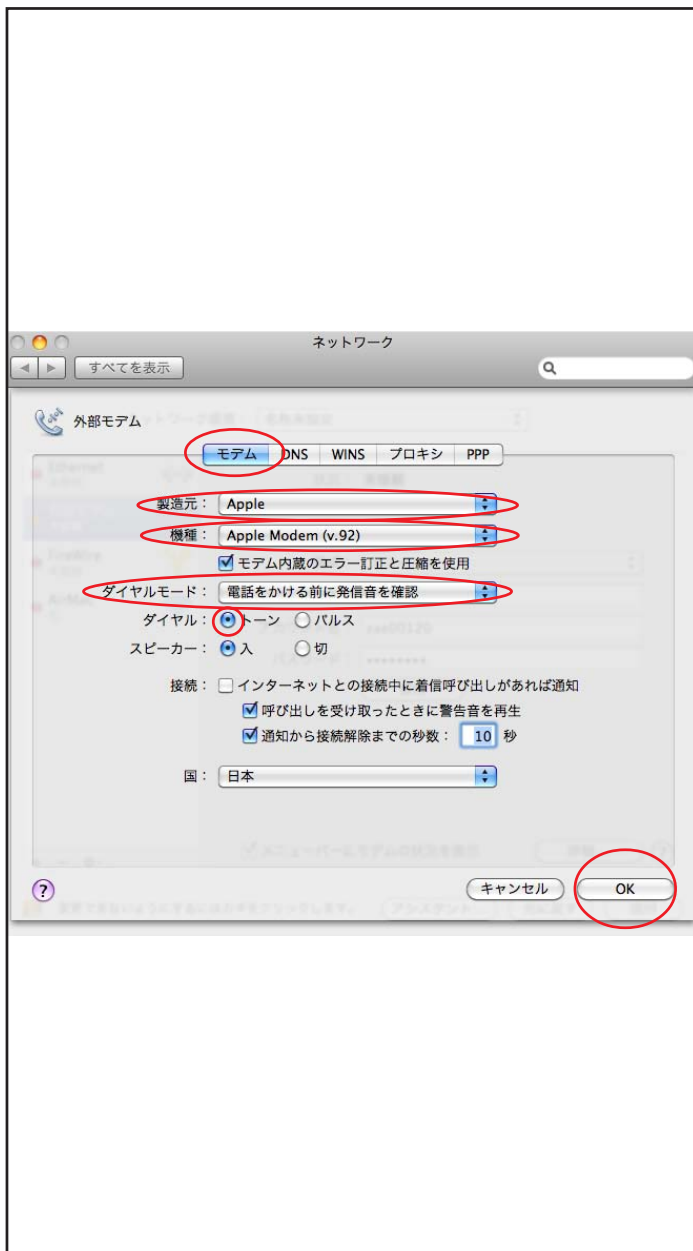 ネットワーク
すべてを表示
外部モデム
モデム DNS WINS プロキシ PPP
製造元： Apple
機種： Apple Modem (v.92)
モデム内蔵のエラー訂正と圧縮を使用
ダイヤルモード： 電話をかける前に発信音を確認
ダイヤル： トーン パルス
スピーカー： 入 切
接続： インターネットとの接続中に着信呼び出しがあれば通知
呼び出しを受け取ったときに警告音を再生
通知から接続解除までの秒数： 10 秒
国： 日本
? キャンセル OK